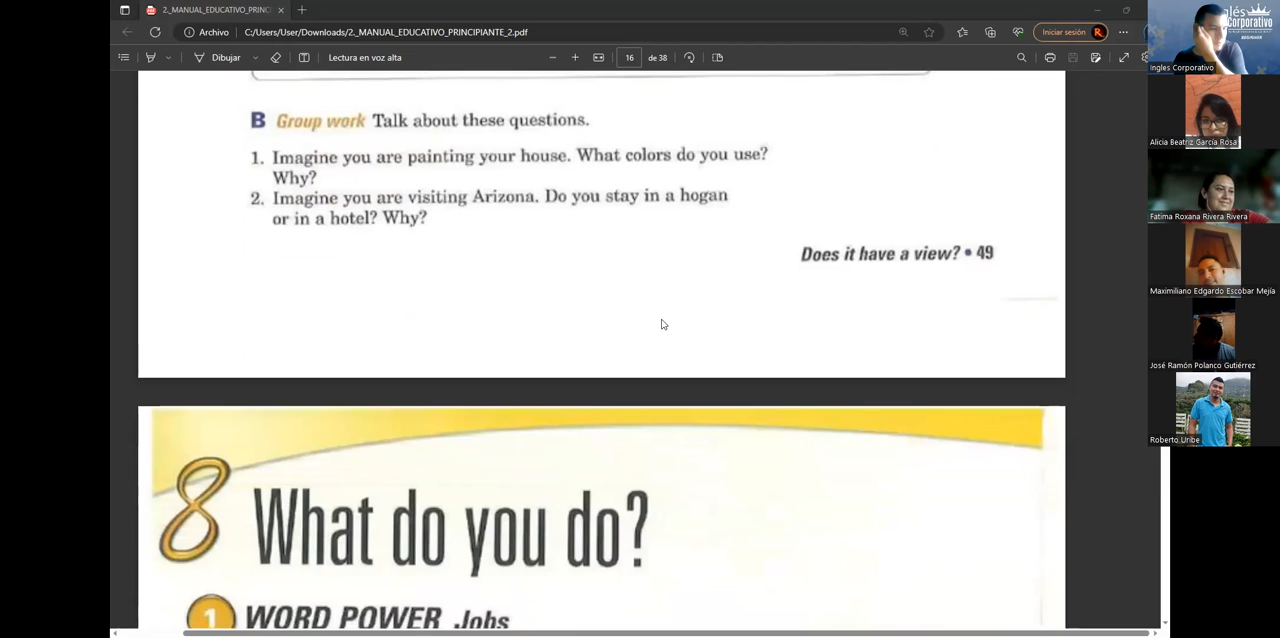 2_MANUAL_EDUCATIVO_PRINCI
Archivo
C:/Users/User/Downloads/2._MANUAL_EDUCATIVO_PRINCIPIANTE_2.pdf
Iniciar sesión
R
Dibujar
Lectura en voz alta
16
de 38
B Group work Talk about these questions.
1. Imagine you are painting your house. What colors do you use?
Why?
2. Imagine you are visiting Arizona. Do you stay in a hogan
or in a hotel? Why?
Does it have a view? • 49
8 What do you do?
1 WORD POWER Jobs
glés
Corporativo
BEGINNER
Ingles Corporativo
Alicia Beatriz García Rosa
Fatima Roxana Rivera Rivera
Maximiliano Edgardo Escobar Mejía
José Ramón Polanco Gutiérrez
Roberto Uribe